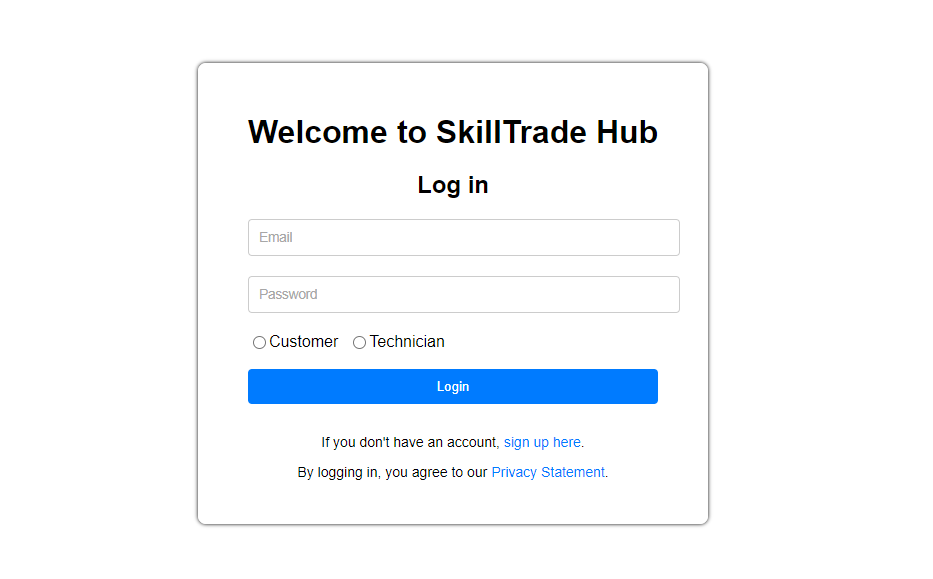 Welcome to SkillTrade Hub
Log in
Email
Password
Customer Technician
Login
If you don't have an account, sign up here.
By logging in, you agree to our Privacy Statement.